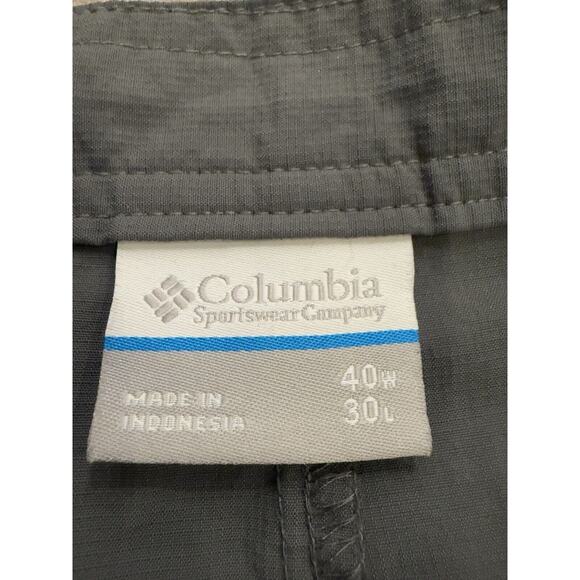 Columbia
Sportswear Company
40W
MADE IN
30L
INDONESIA